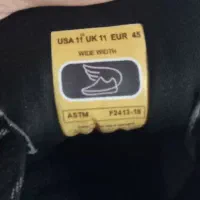 USA 11 UK 11 EUR 45
WIDE WIDTH
ASTM F2413-18